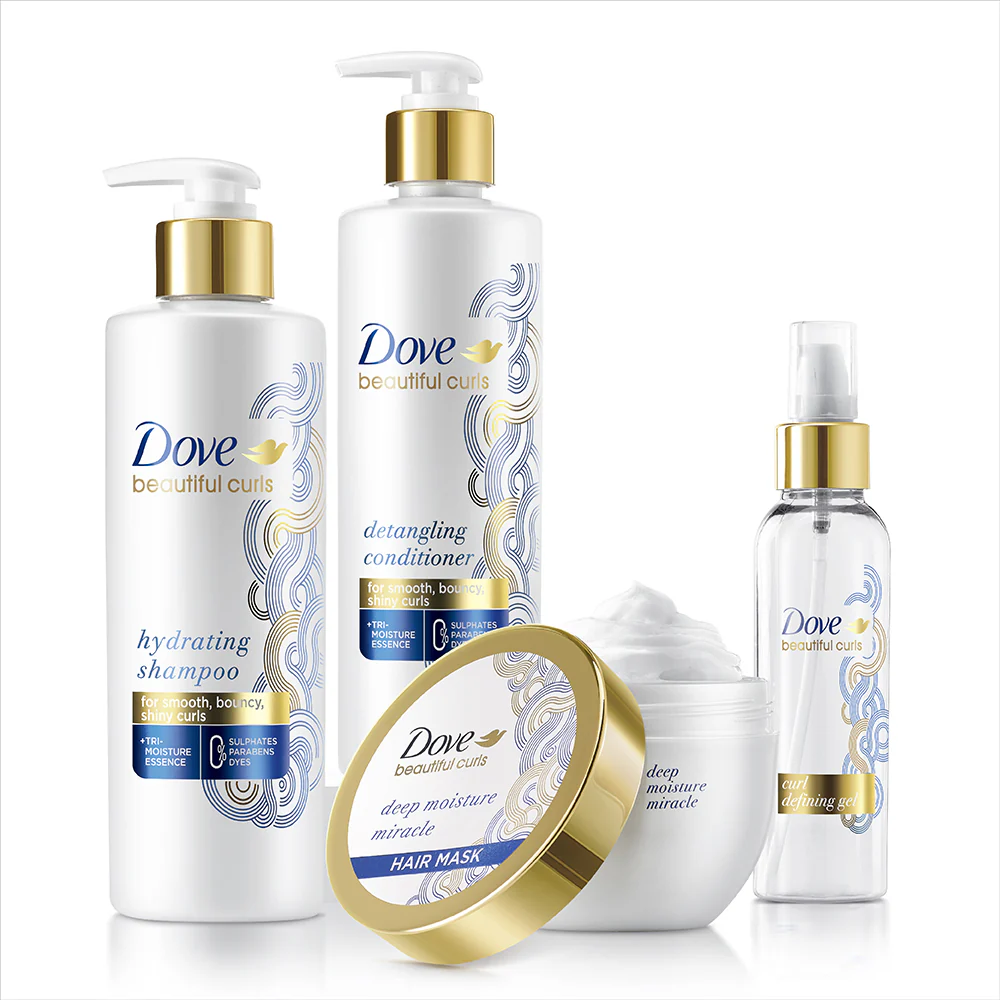 Dove
beautiful curls
hydrating
shampoo
for smooth, bouncy,
shiny curls
+TRI-
MOISTURE
ESSENCE
0%
SULPHATES
PARABENS
DYES
Dove
beautiful curls
detangling
conditioner
for smooth, bouncy,
shiny curls
+TRI-
MOISTURE
ESSENCE
0%
SULPHATES
PARABENS
DYES
Dove
beautiful curls
deep moisture
miracle
HAIR MASK
deep
moisture
miracle
Dove
beautiful curls
curl
defining gel